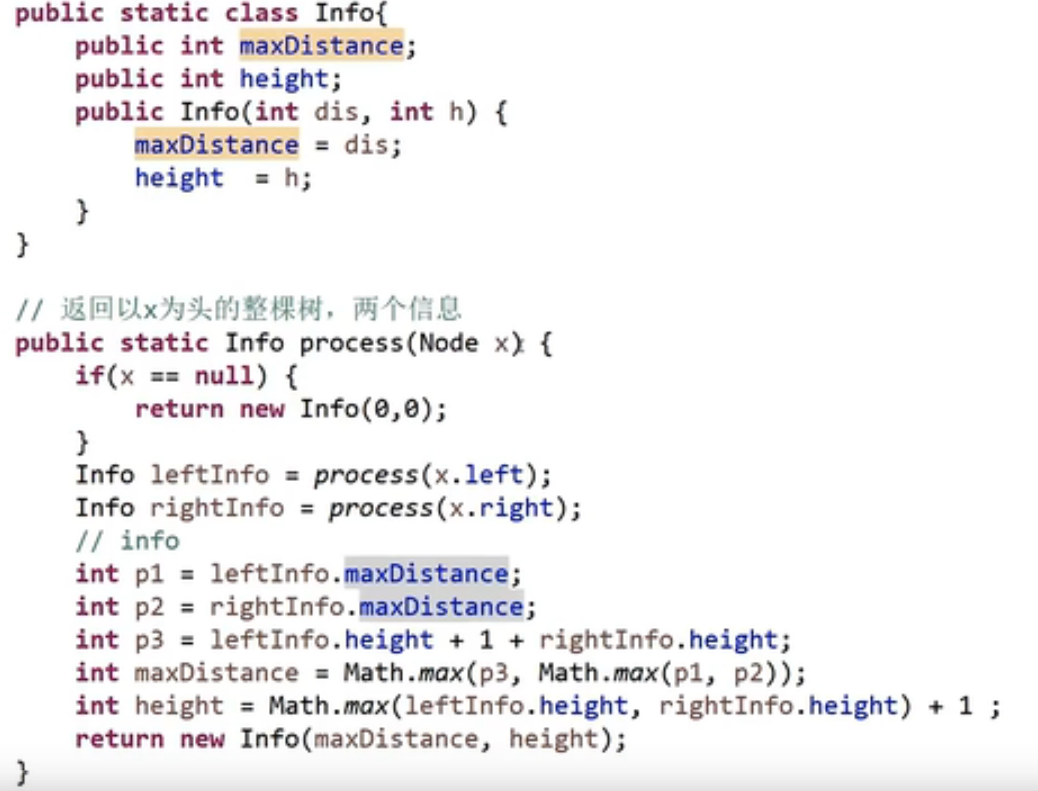 public static class Info{
    public int maxDistance;
    public int height;
    public Info(int dis, int h) {
        maxDistance = dis;
        height  = h;
    }
}
// 返回以x为头的整棵树，两个信息
public static Info process(Node x) {
    if(x == null) {
        return new Info(0,0);
    }
    Info leftInfo = process(x.left);
    Info rightInfo = process(x.right);
    // info
    int p1 = leftInfo.maxDistance;
    int p2 = rightInfo.maxDistance;
    int p3 = leftInfo.height + 1 + rightInfo.height;
    int maxDistance = Math.max(p3, Math.max(p1, p2));
    int height = Math.max(leftInfo.height, rightInfo.height) + 1 ;
    return new Info(maxDistance, height);
}